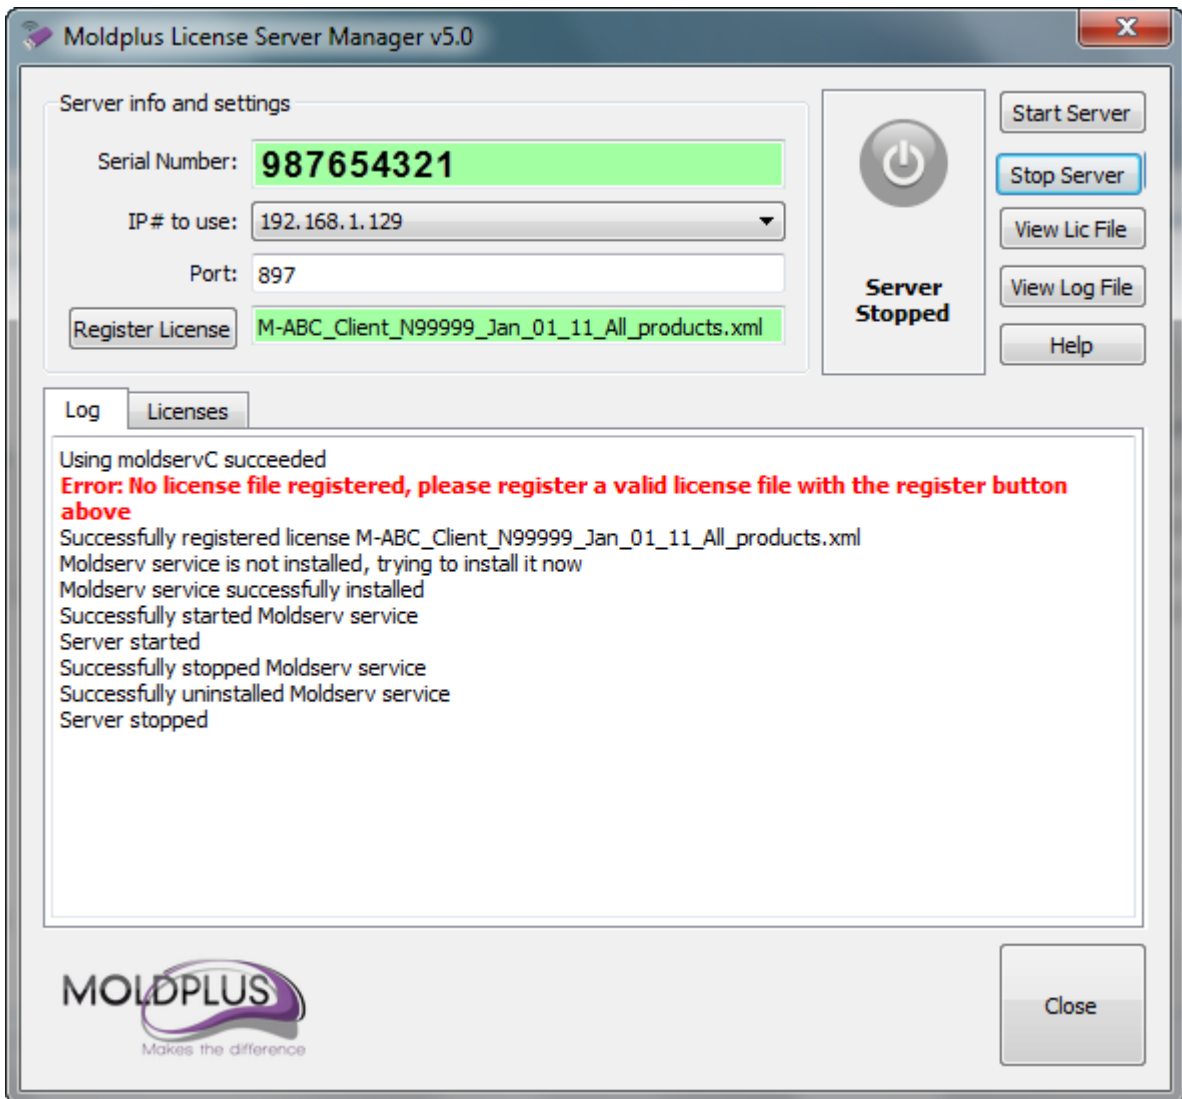 Moldplus License Server Manager v5.0
Server info and settings
Serial Number:
987654321
IP# to use:
192.168.1.129
Port:
897
Register License
M-ABC_Client_N99999_Jan_01_11_All_products.xml
Server
Stopped
Start Server
Stop Server
View Lic File
View Log File
Help
Log
Licenses
Using moldservC succeeded
Error: No license file registered, please register a valid license file with the register button
above
Successfully registered license M-ABC_Client_N99999_Jan_01_11_All_products.xml
Moldserv service is not installed, trying to install it now
Moldserv service successfully installed
Successfully started Moldserv service
Server started
Successfully stopped Moldserv service
Successfully uninstalled Moldserv service
Server stopped
MOLDPLUS
Makes the difference
Close